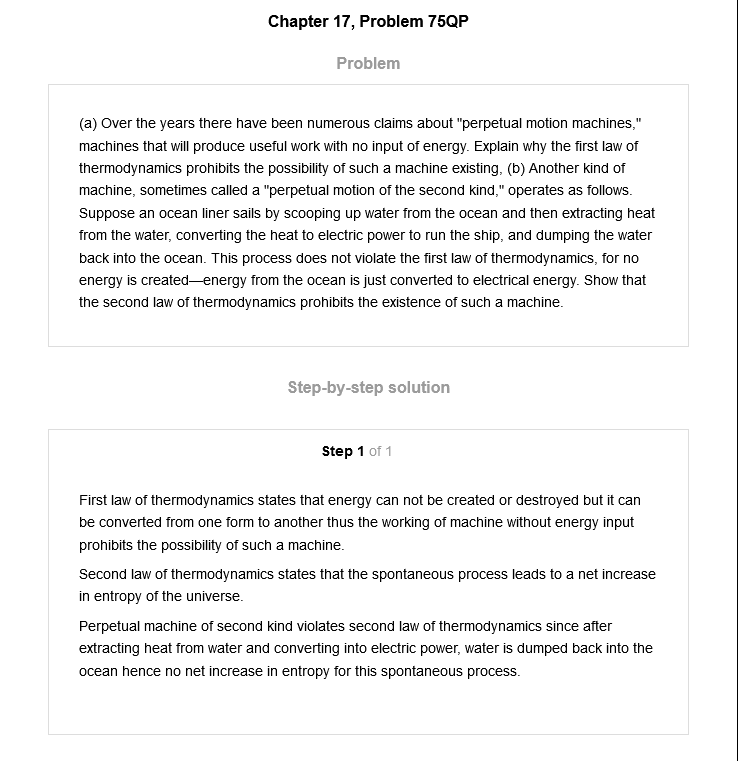 Chapter 17, Problem 75QP
Problem
(a) Over the years there have been numerous claims about "perpetual motion machines,"
machines that will produce useful work with no input of energy. Explain why the first law of
thermodynamics prohibits the possibility of such a machine existing, (b) Another kind of
machine, sometimes called a "perpetual motion of the second kind," operates as follows.
Suppose an ocean liner sails by scooping up water from the ocean and then extracting heat
from the water, converting the heat to electric power to run the ship, and dumping the water
back into the ocean. This process does not violate the first law of thermodynamics, for no
energy is created—energy from the ocean is just converted to electrical energy. Show that
the second law of thermodynamics prohibits the existence of such a machine.
Step-by-step solution
Step 1 of 1
First law of thermodynamics states that energy can not be created or destroyed but it can
be converted from one form to another thus the working of machine without energy input
prohibits the possibility of such a machine.
Second law of thermodynamics states that the spontaneous process leads to a net increase
in entropy of the universe.
Perpetual machine of second kind violates second law of thermodynamics since after
extracting heat from water and converting into electric power, water is dumped back into the
ocean hence no net increase in entropy for this spontaneous process.